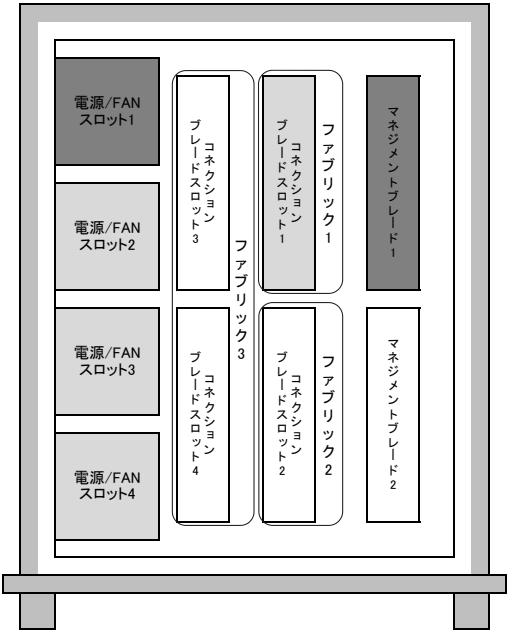 電源/FAN
スロット1
電源/FAN
スロット2
電源/FAN
スロット3
電源/FAN
スロット4
コネクション
ブレードスロット3
コネクション
ブレードスロット4
ファブリック3
コネクション
ブレードスロット1
ファブリック1
コネクション
ブレードスロット2
ファブリック2
マネジメントブレード1
マネジメントブレード2